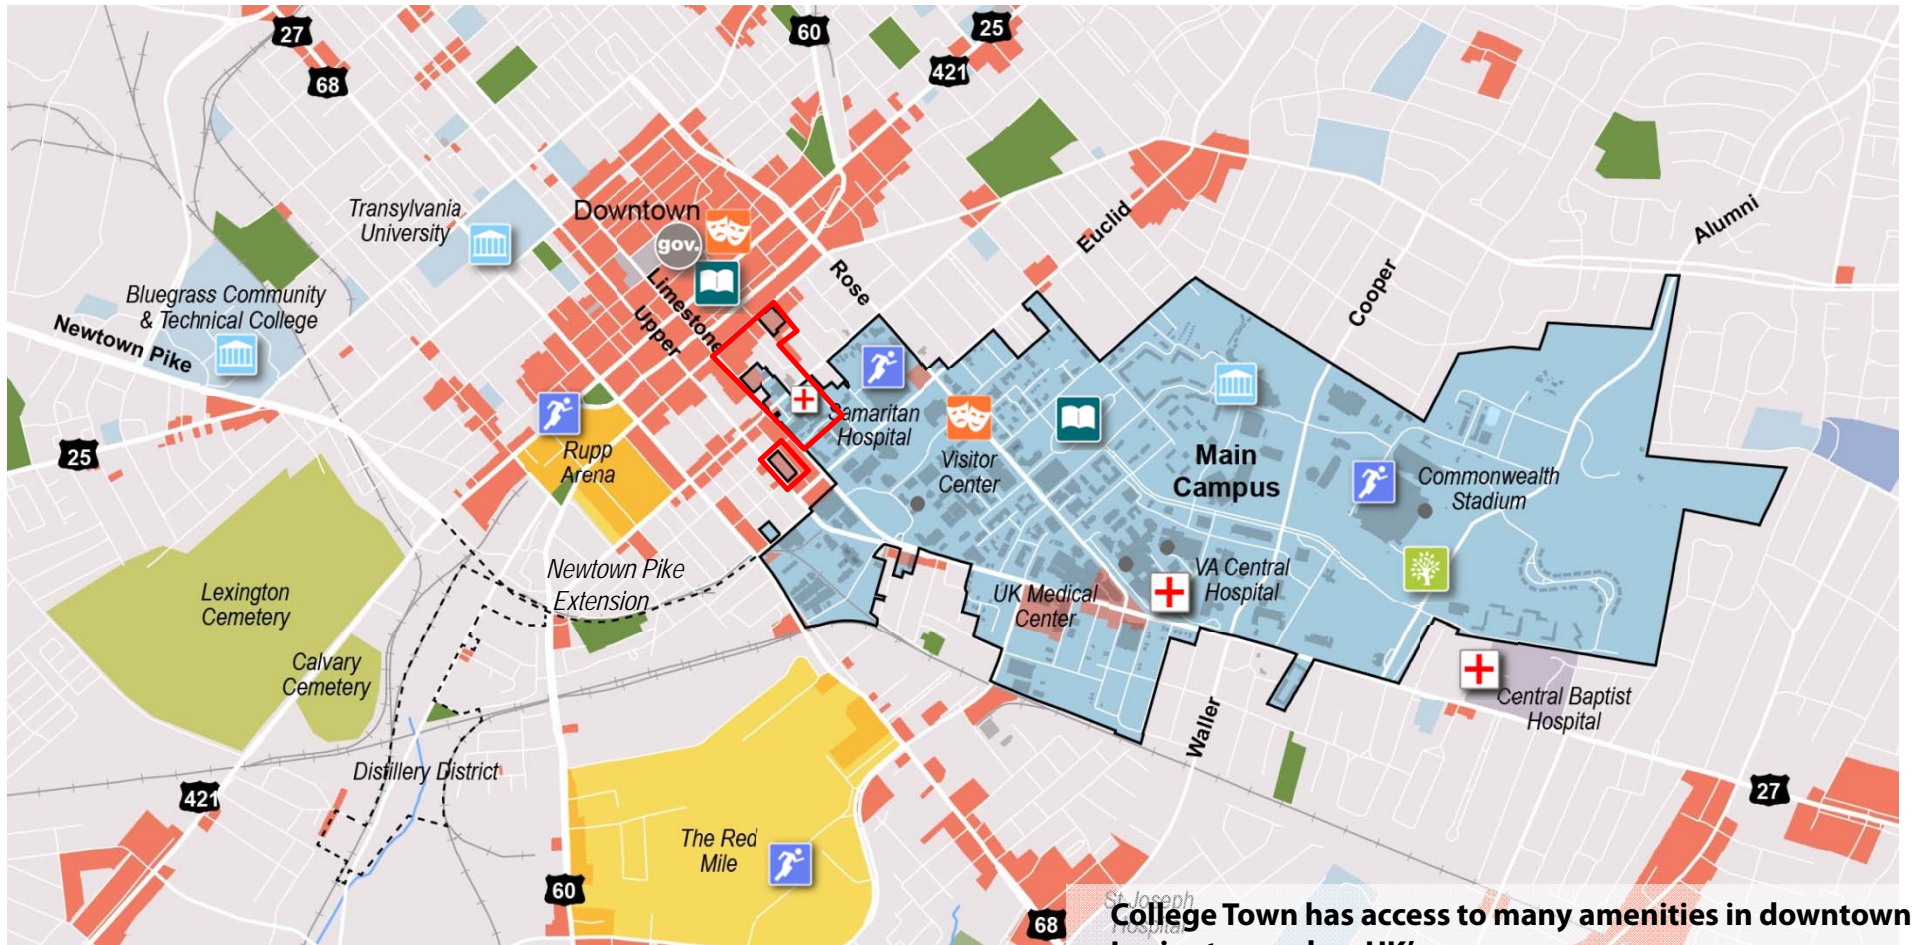 27
68
60
25
421
Transylvania
University
Downtown
gov.
Limestone
Upper
Rose
Euclid
Cooper
Alumni
Bluegrass Community
& Technical College
Newtown Pike
25
Rupp
Arena
Samaritan
Hospital
Visitor
Center
Main
Campus
Commonwealth
Stadium
Lexington
Cemetery
Newtown Pike
Extension
UK Medical
Center
VA Central
Hospital
Calvary
Cemetery
Central Baptist
Hospital
Waller
Distillery District
421
27
The Red
Mile
60
68
St Joseph
Hospital
College Town has access to many amenities in downtown